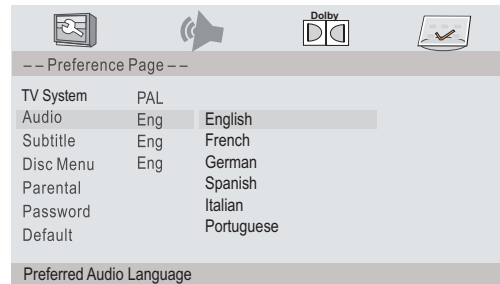 Dolby
– – Preference Page – –
TV System PAL
Audio Eng English
Subtitle Eng French
Disc Menu Eng German
Parental Spanish
Password Italian
Default Portuguese
Preferred Audio Language